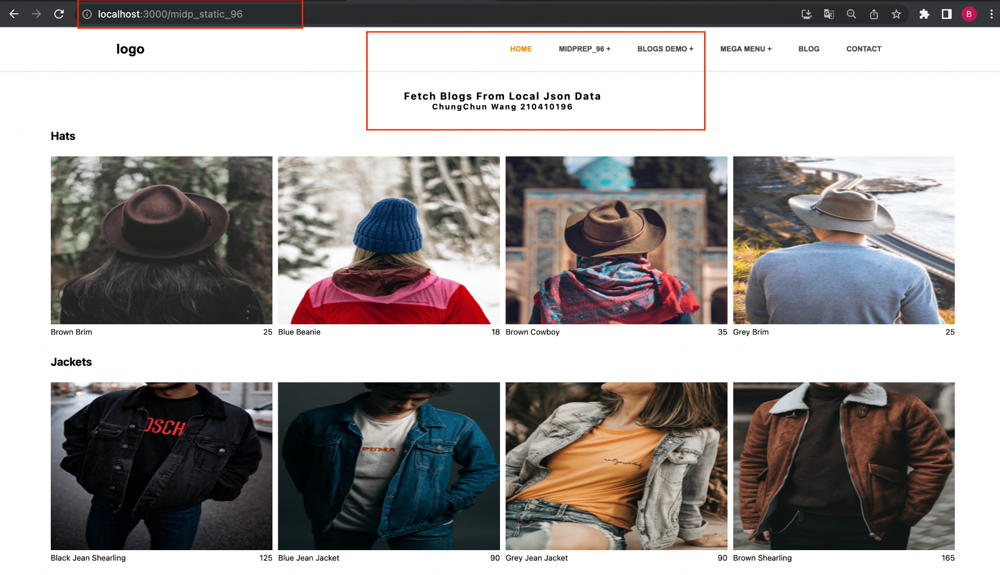 localhost:3000/midp_static_96
B
logo
HOME MIDPREP_96 + BLOGS DEMO + MEGA MENU + BLOG CONTACT
Fetch Blogs From Local Json Data
ChungChun Wang 210410196
Hats
Brown Brim 25 Blue Beanie 18 Brown Cowboy 35 Grey Brim 25
Jackets
OSCH
PUMA
notyourbaby
Black Jean Shearling 125 Blue Jean Jacket 90 Grey Jean Jacket 90 Brown Shearling 165